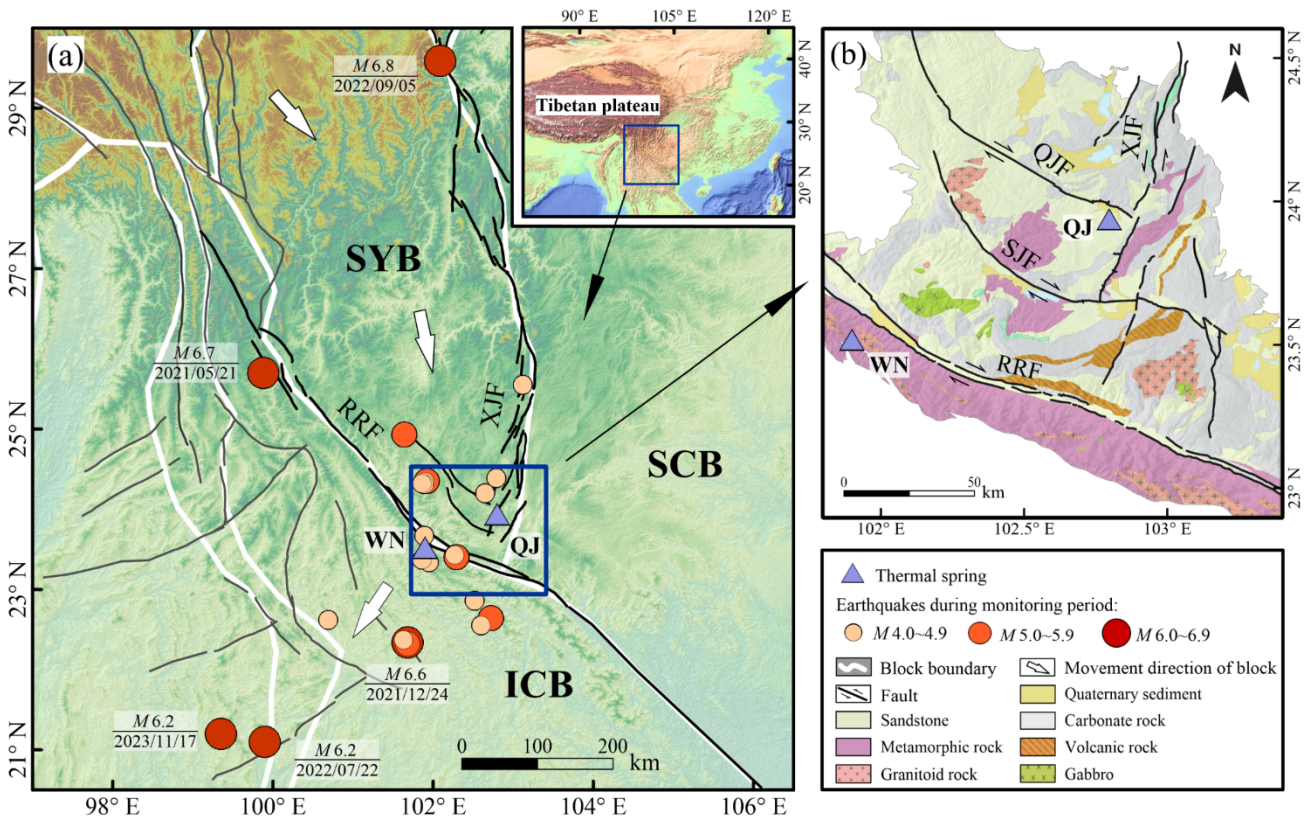 (a)
M 6.8
2022/09/05
90° E
105° E
120° E
40° N
30° N
20° N
Tibetan plateau
29° N
27° N
25° N
23° N
21° N
SYB
M 6.7
2021/05/21
RRF
XJF
SCB
WN
QJ
M 6.6
2021/12/24
ICB
M 6.2
2023/11/17
M 6.2
2022/07/22
0 100 200
km
98° E
100° E
102° E
104° E
106° E
(b)
N
24.5° N
24° N
23.5° N
23° N
QJF
XJF
QJ
SJF
WN
RRF
0 50
km
102° E
102.5° E
103° E
Thermal spring
Earthquakes during monitoring period:
M 4.0~4.9
M 5.0~5.9
M 6.0~6.9
Block boundary
Movement direction of block
Fault
Quaternary sediment
Sandstone
Carbonate rock
Metamorphic rock
Volcanic rock
Granitoid rock
Gabbro